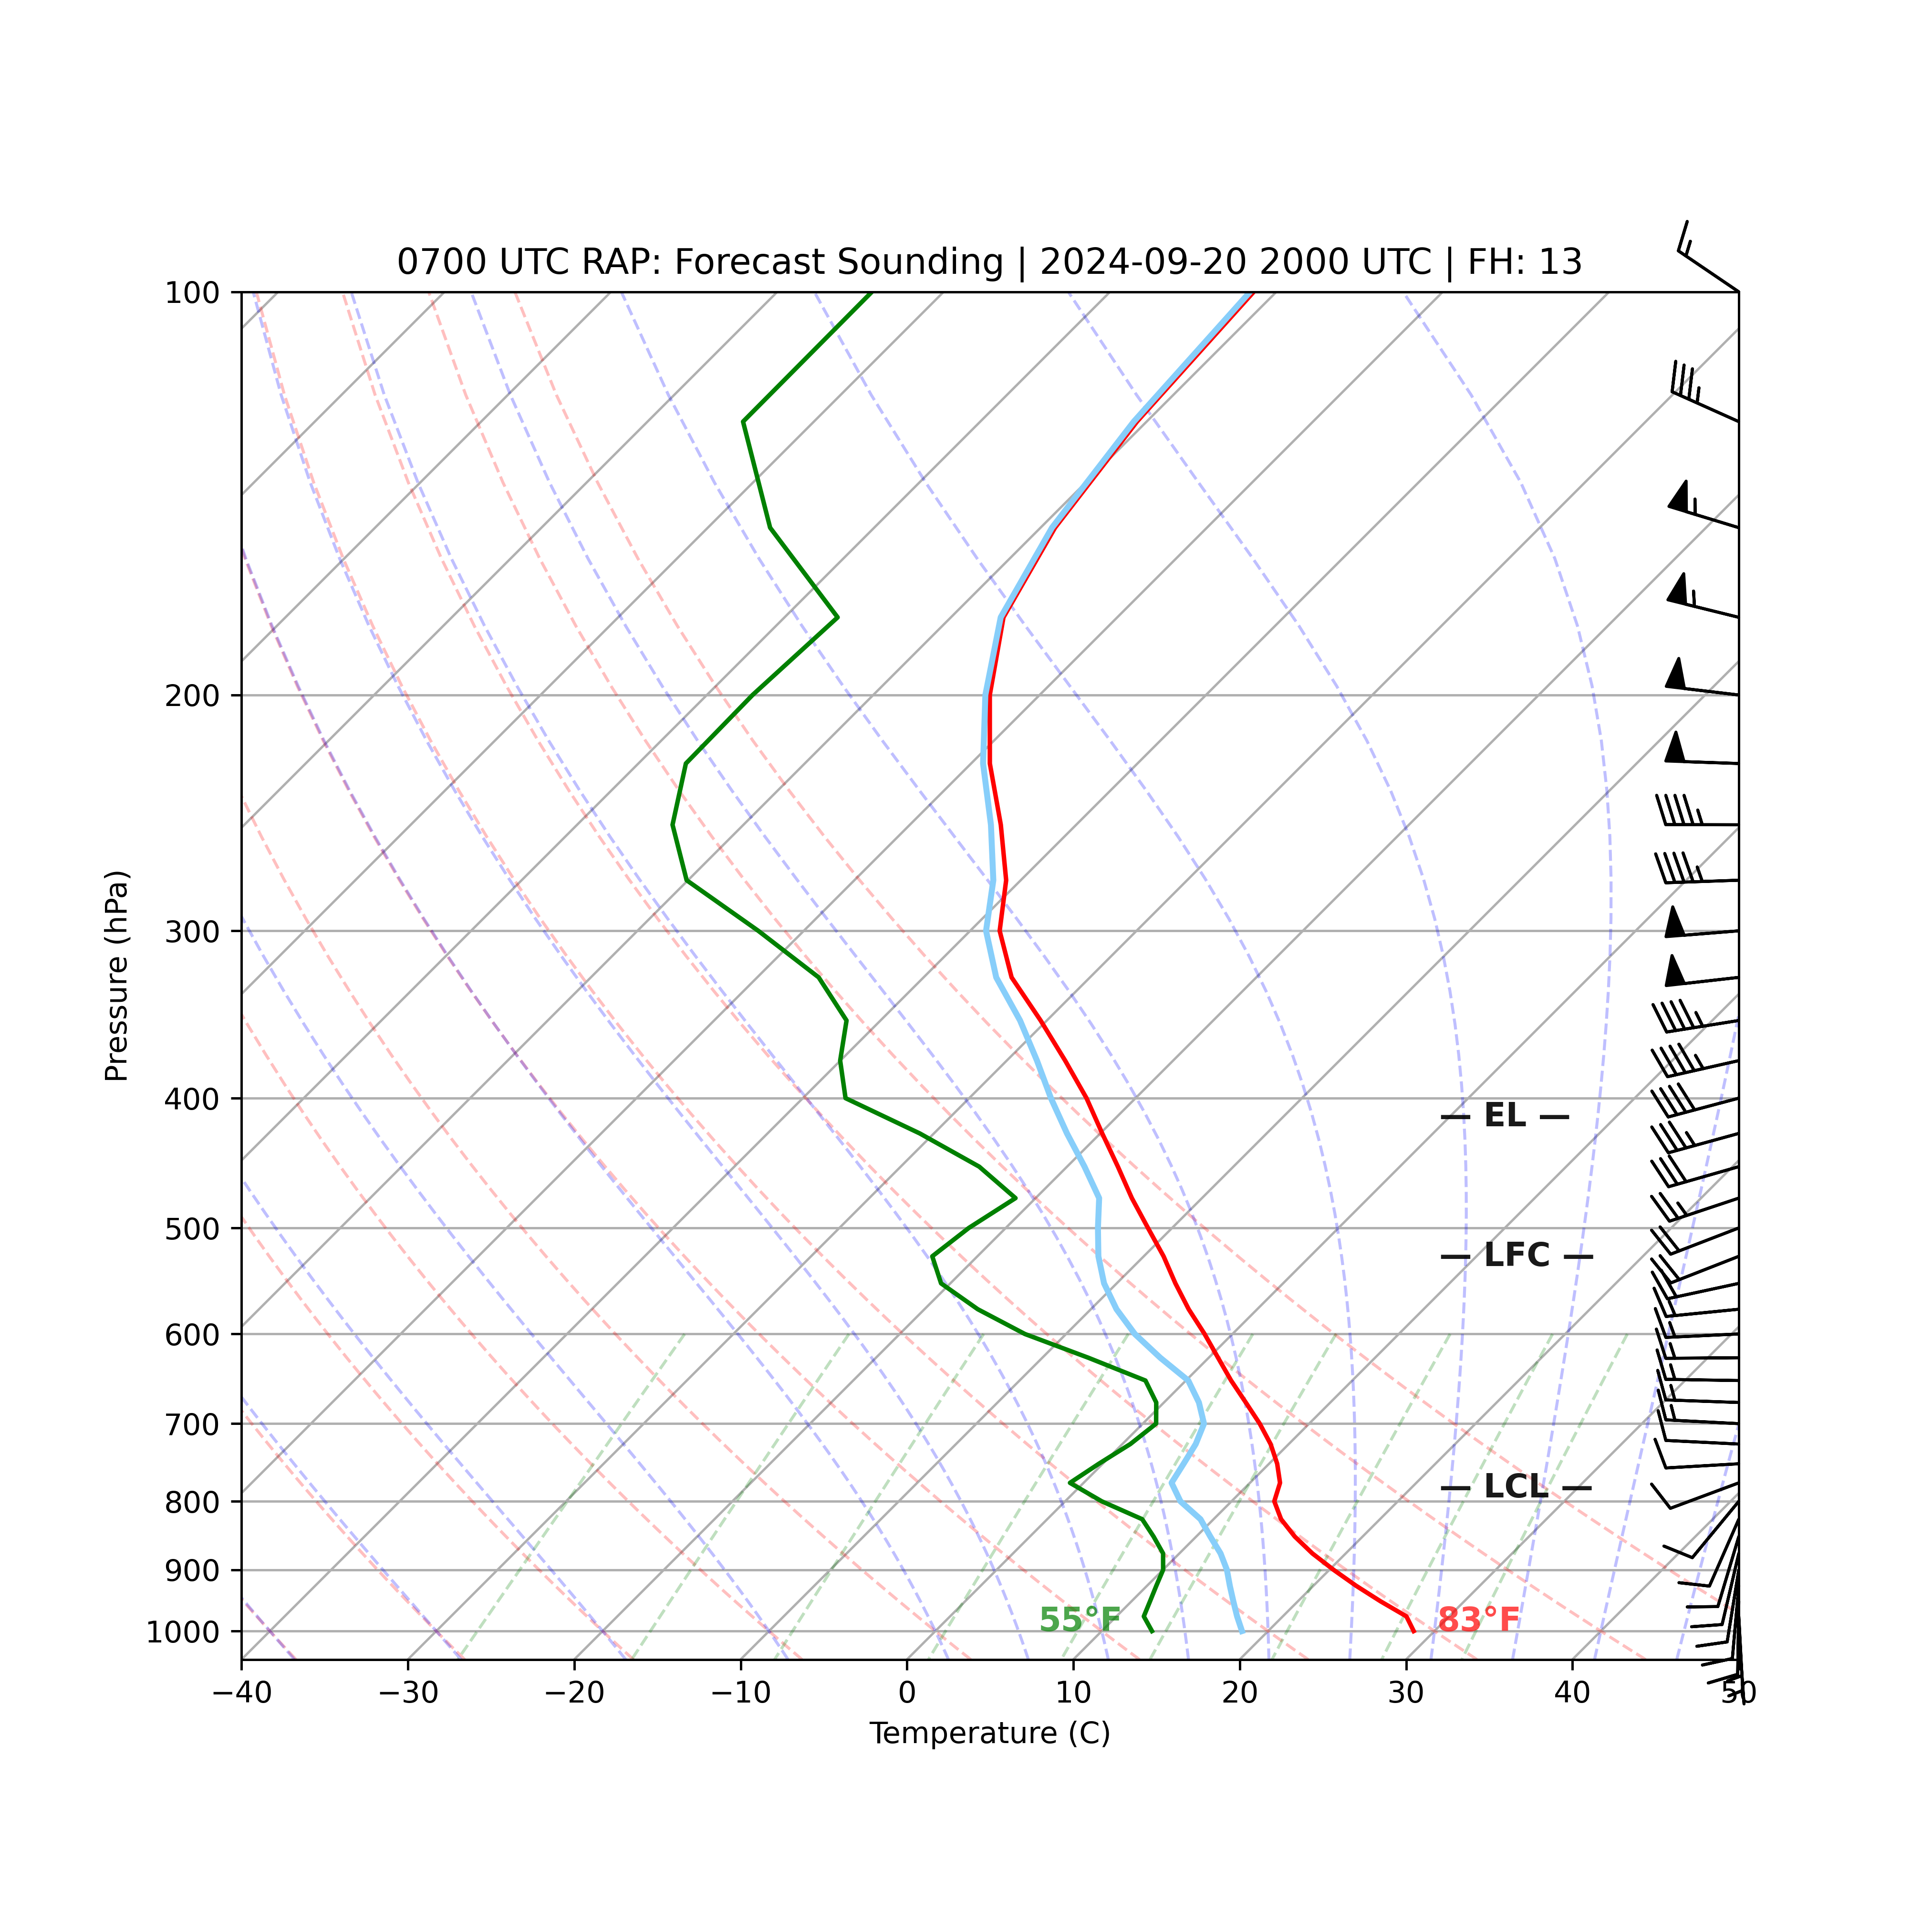 0700 UTC RAP: Forecast Sounding | 2024-09-20 2000 UTC | FH: 13
100
200
300
400
500
600
700
800
900
1000
Pressure (hPa)
— EL —
— LFC —
— LCL —
55°F
83°F
−40 −30 −20 −10 0 10 20 30 40 50
Temperature (C)